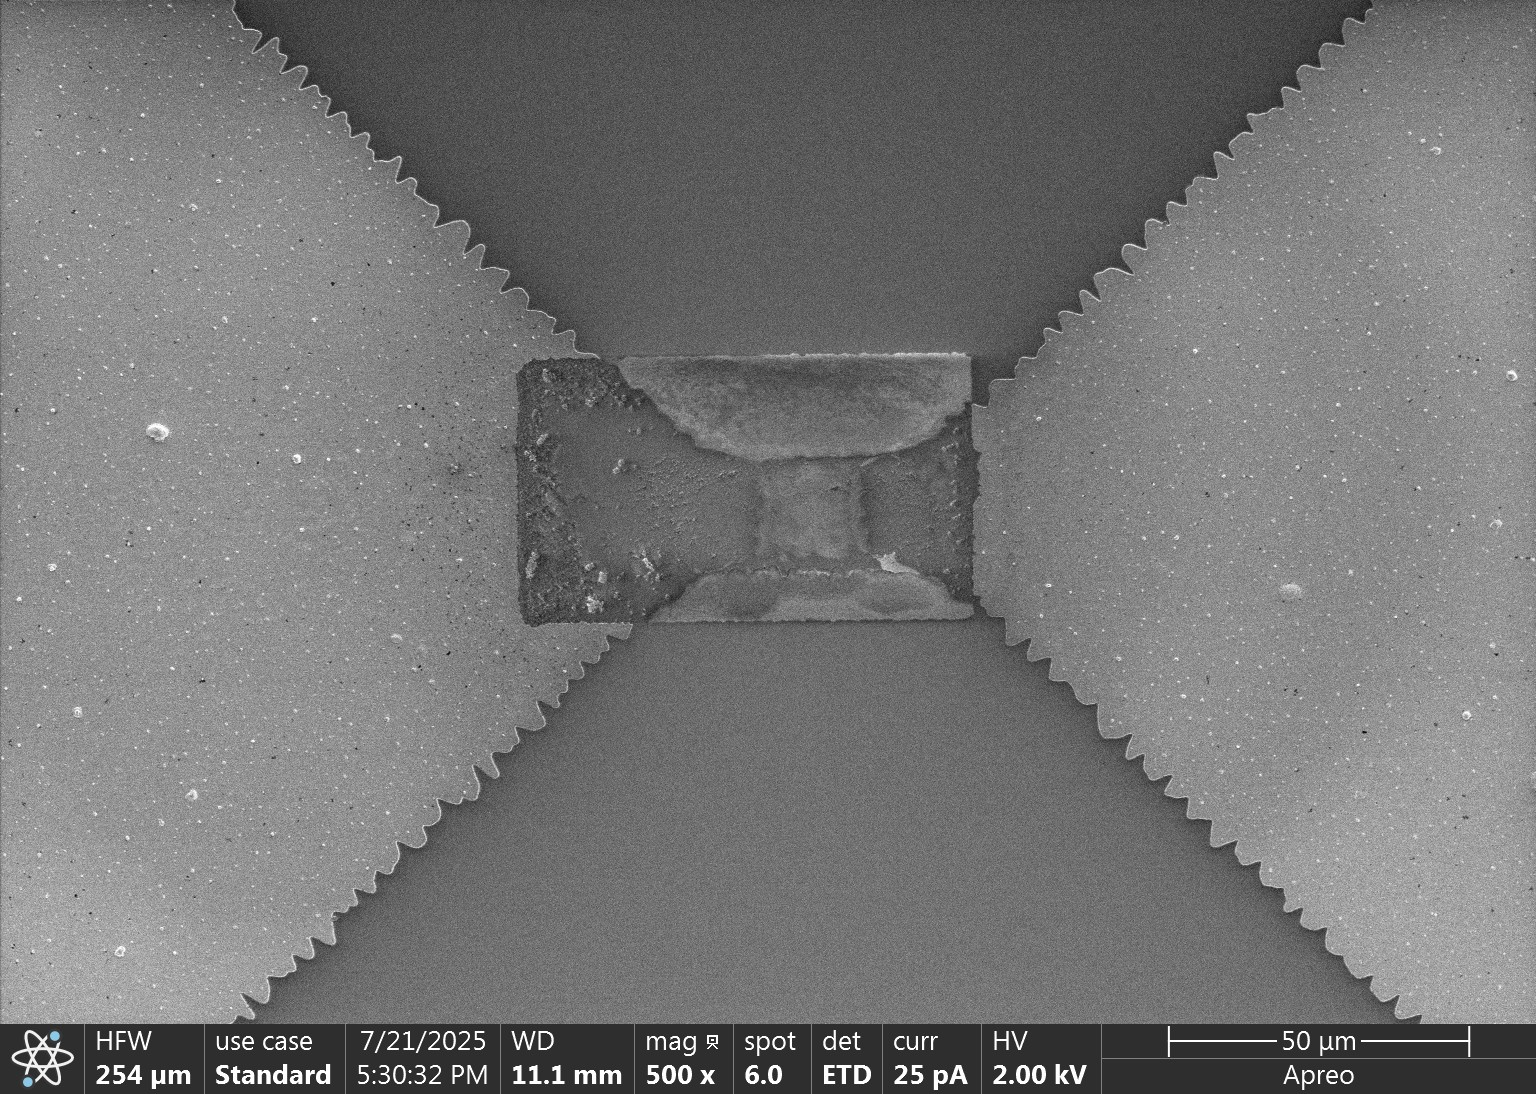 HFW
254 µm
use case
Standard
7/21/2025
5:30:32 PM
WD
11.1 mm
mag
500 x
spot
6.0
det
ETD
curr
25 pA
HV
2.00 kV
50 µm
Apreo